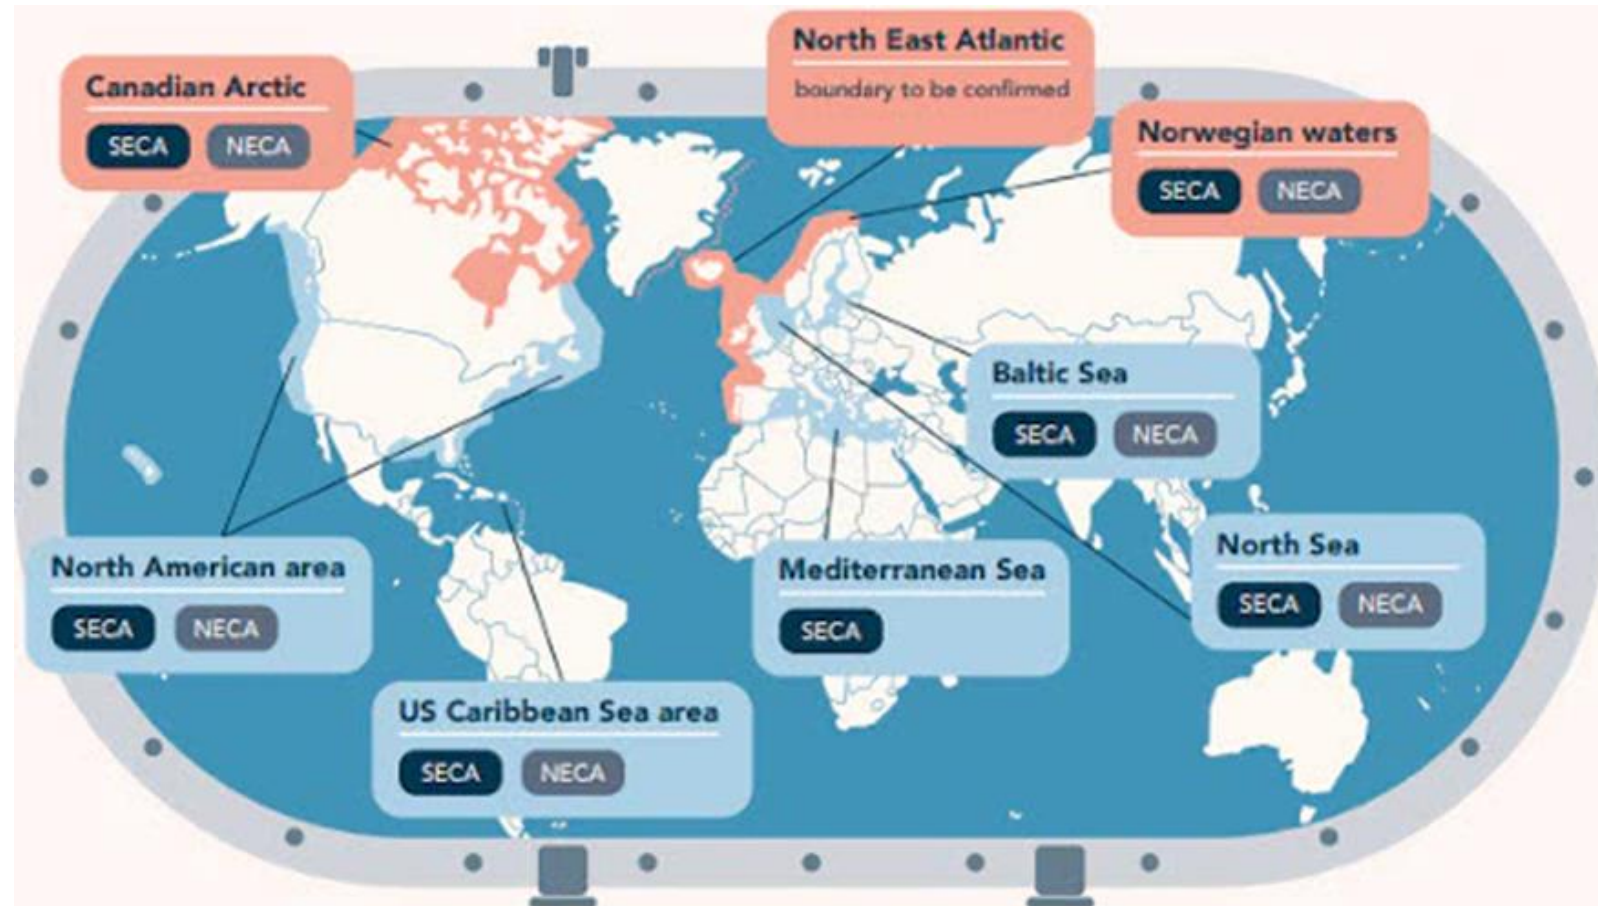 North East Atlantic
boundary to be confirmed
Canadian Arctic
SECA NECA
Norwegian waters
SECA NECA
Baltic Sea
SECA NECA
North American area
SECA NECA
Mediterranean Sea
SECA
North Sea
SECA NECA
US Caribbean Sea area
SECA NECA